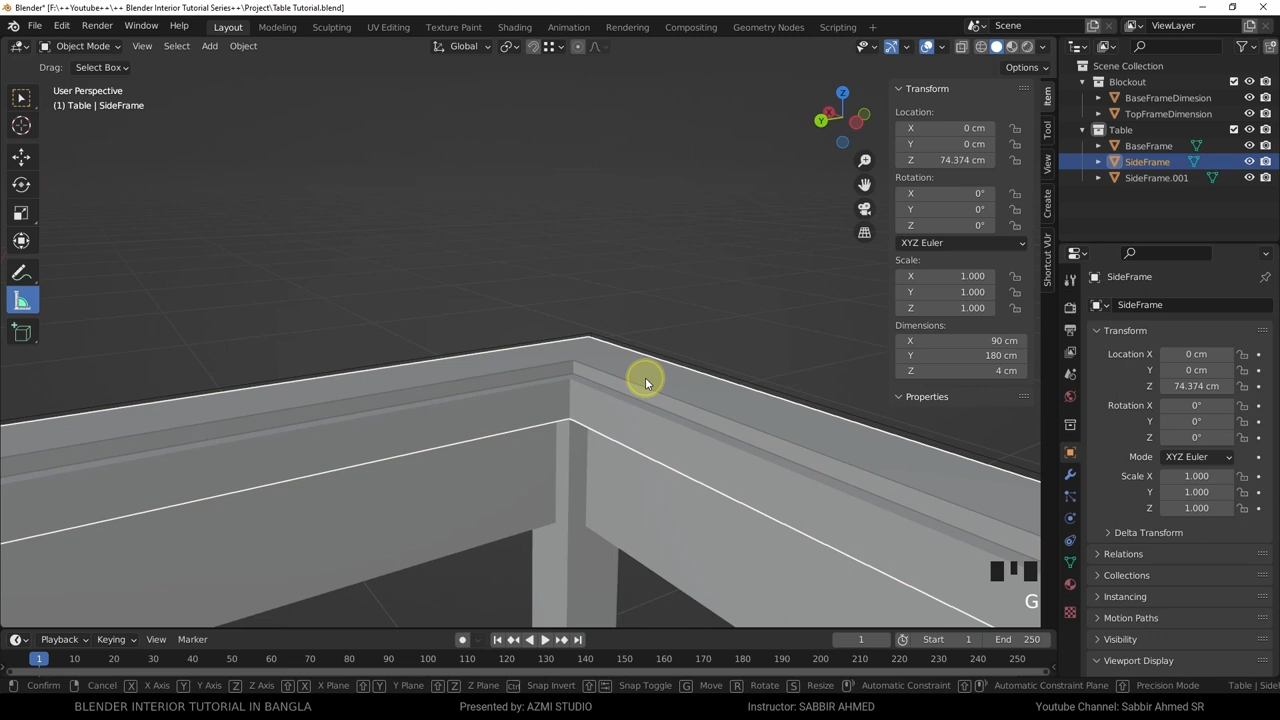 Blender* [F:\++Youtube++\++ Blender Interior Tutorial Series++\Project\Table Tutorial.blend]
File Edit Render Window Help Layout Modeling Sculpting UV Editing Texture Paint Shading Animation Rendering Compositing Geometry Nodes Scripting Scene ViewLayer
Object Mode View Select Add Object Global
Drag: Select Box Options
User Perspective
(1) Table | SideFrame
Z
X
Y
Transform
Location:
X 0 cm
Y 0 cm
Z 74.374 cm
Rotation:
X 0°
Y 0°
Z 0°
XYZ Euler
Scale:
X 1.000
Y 1.000
Z 1.000
Dimensions:
X 90 cm
Y 180 cm
Z 4 cm
Properties
Item
Tool
View
Create
Shortcut VUr
Scene Collection
Blockout
BaseFrameDimesion
TopFrameDimension
Table
BaseFrame
SideFrame
SideFrame.001
SideFrame
SideFrame
Transform
Location X 0 cm
Y 0 cm
Z 74.374 cm
Rotation X 0°
Y 0°
Z 0°
Mode XYZ Euler
Scale X 1.000
Y 1.000
Z 1.000
Delta Transform
Relations
Collections
Instancing
Motion Paths
Visibility
Viewport Display
G
Playback Keying View Marker 1 Start 1 End 250
1 10 20 30 40 50 60 70 80 90 100 110 120 130 140 150 160 170 180 190 200 210 220 230 240 250
Confirm Cancel X X Axis Y Y Axis Z Z Axis X X Plane Y Y Plane Z Z Plane Ctrl Snap Invert Snap Toggle G Move R Rotate S Resize Automatic Constraint Automatic Constraint Plane Precision Mode Table | Side
BLENDER INTERIOR TUTORIAL IN BANGLA Presented by: AZMI STUDIO Instructor: SABBIR AHMED Youtube Channel: Sabbir Ahmed SR